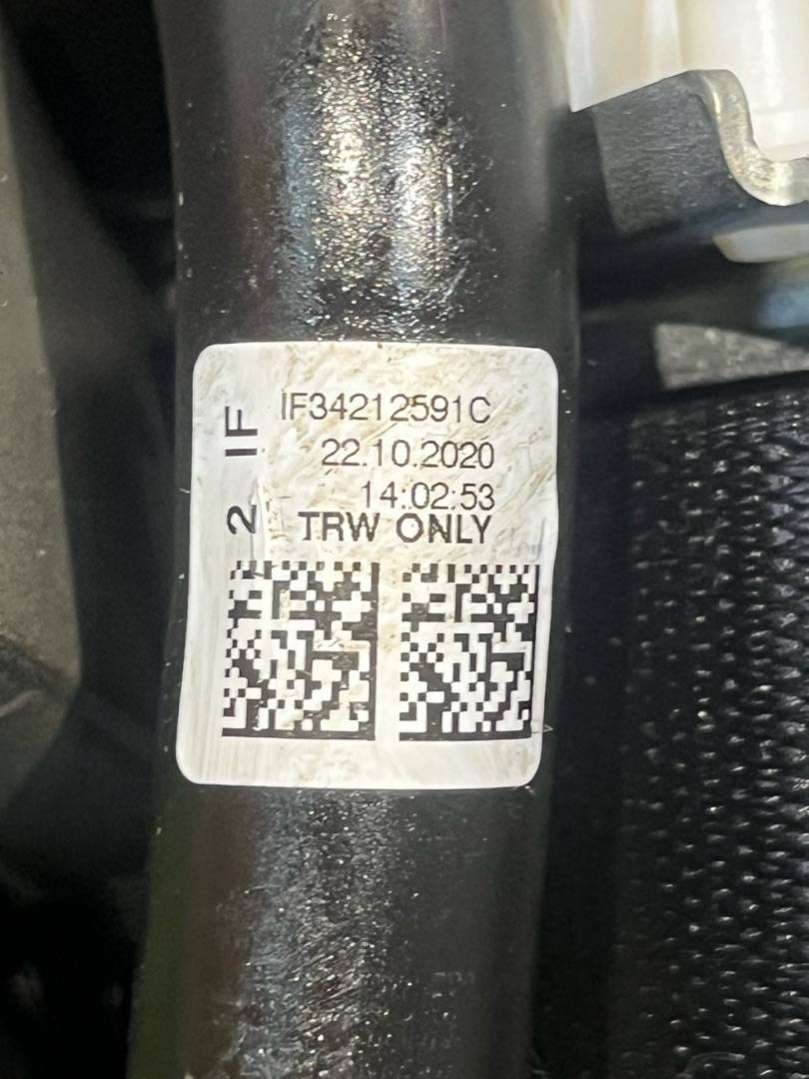 IF34212591C
22.10.2020
14:02:53
TRW ONLY
2 IF